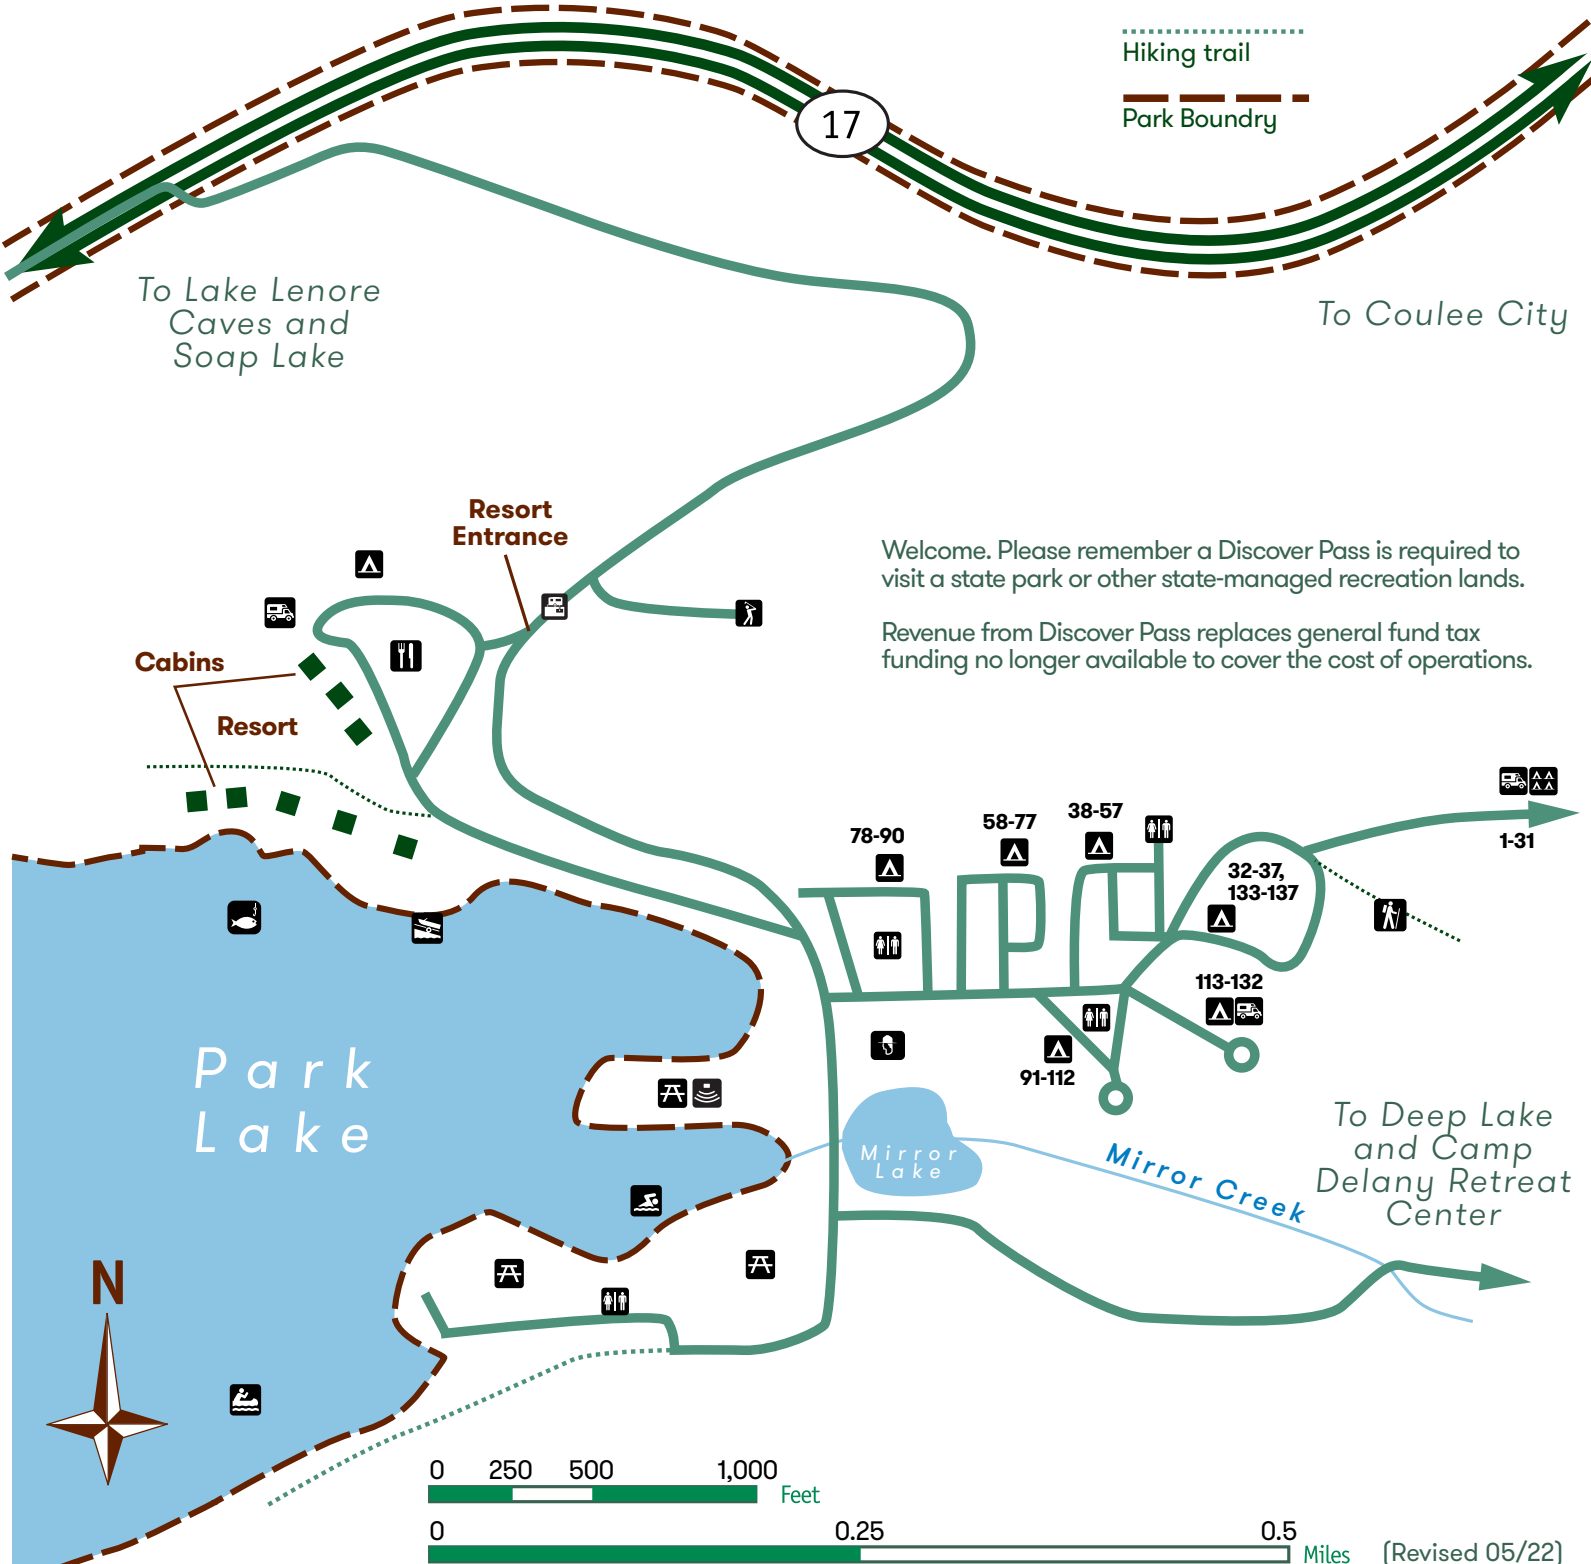 Hiking trail
Park Boundry
17
To Lake Lenore
Caves and
Soap Lake
To Coulee City
Resort
Entrance
Welcome. Please remember a Discover Pass is required to
visit a state park or other state-managed recreation lands.
Revenue from Discover Pass replaces general fund tax
funding no longer available to cover the cost of operations.
Cabins
Resort
78-90
58-77
38-57
1-31
32-37,
133-137
113-132
91-112
Park
Lake
Mirror
Lake
Mirror Creek
To Deep Lake
and Camp
Delany Retreat
Center
N
0 250 500 1,000
Feet
0 0.25 0.5
Miles
(Revised 05/22)